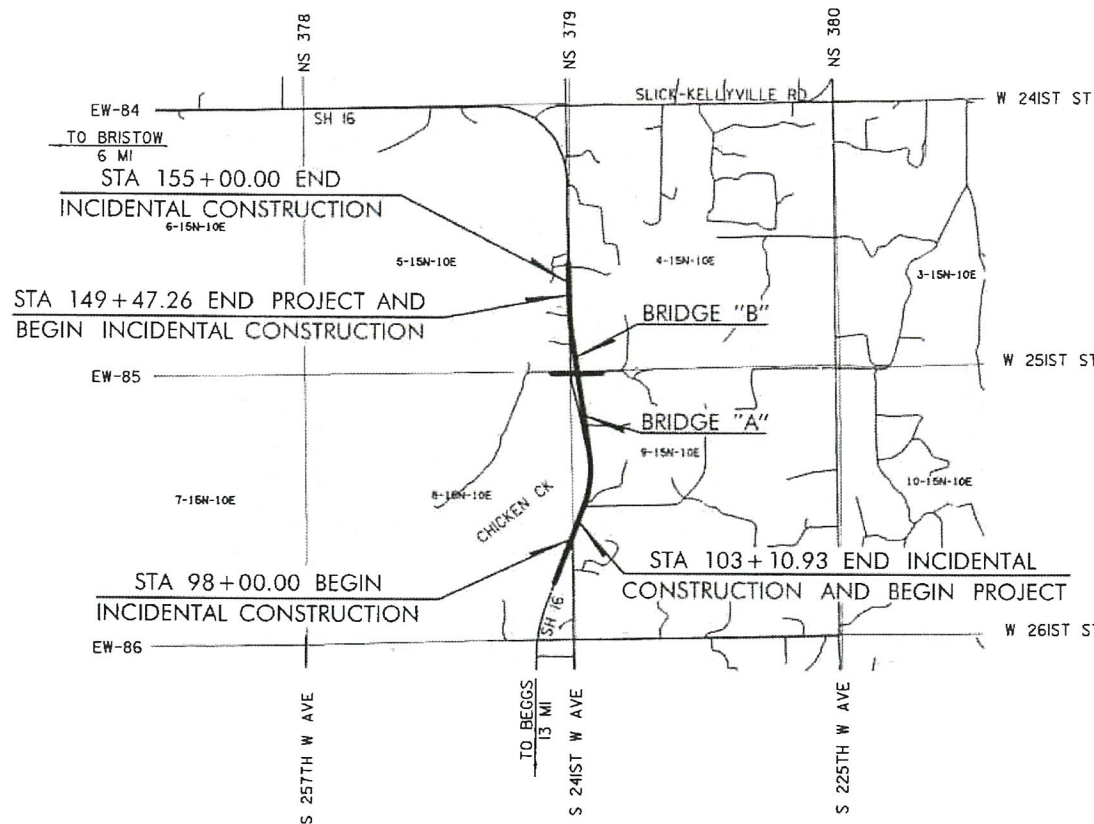 NS 378
NS 379
NS 380
EW-84
SH 16
SLICK-KELLYVILLE RD
W 241ST ST
TO BRISTOW
6 MI
STA 155+00.00 END
INCIDENTAL CONSTRUCTION
6-15N-10E
5-15N-10E
4-15N-10E
3-15N-10E
STA 149+47.26 END PROJECT AND
BEGIN INCIDENTAL CONSTRUCTION
BRIDGE "B"
EW-85
W 251ST ST
BRIDGE "A"
9-15N-10E
7-15N-10E
8-15N-10E
10-15N-10E
CHICKEN CK
STA 98+00.00 BEGIN
INCIDENTAL CONSTRUCTION
STA 103+10.93 END INCIDENTAL
CONSTRUCTION AND BEGIN PROJECT
SH 16
EW-86
W 261ST ST
TO BEGGS
13 MI
S 257TH W AVE
S 241ST W AVE
S 225TH W AVE